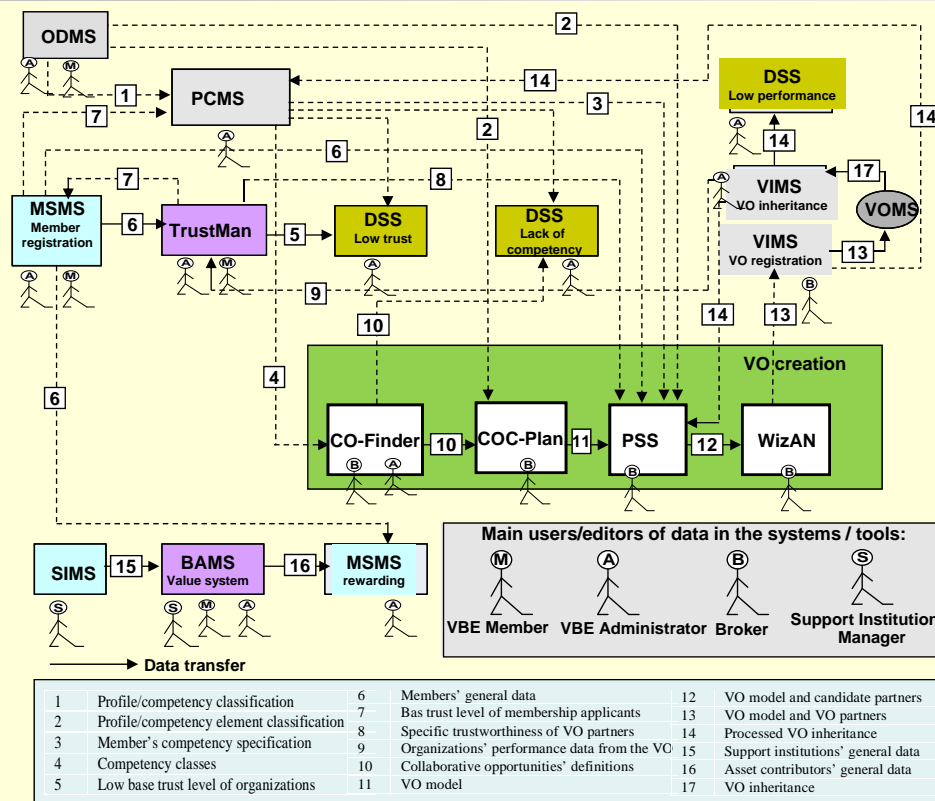 ODMS
2
A
M
1
7
PCMS
A
14
3
2
DSS
Low performance
A
14
14
6
7
8
A
17
VIMS
VO inheritance
VOMS
MSMS
Member
registration
6
TrustMan
5
DSS
Low trust
DSS
Lack of
competency
VIMS
VO registration
13
A
M
A
M
9
A
A
B
10
14
13
4
6
VO creation
CO-Finder
10
COC-Plan
11
PSS
12
WizAN
B
A
B
B
B
SIMS
15
BAMS
Value system
16
MSMS
rewarding
S
S
M
A
A
Main users/editors of data in the systems / tools:
M
A
B
S
VBE Member
VBE Administrator
Broker
Support Institution
Manager
Data transfer
1 Profile/competency classification
2 Profile/competency element classification
3 Member's competency specification
4 Competency classes
5 Low base trust level of organizations
6 Members' general data
7 Bas trust level of membership applicants
8 Specific trustworthiness of VO partners
9 Organizations' performance data from the VO
10 Collaborative opportunities' definitions
11 VO model
12 VO model and candidate partners
13 VO model and VO partners
14 Processed VO inheritance
15 Support institutions' general data
16 Asset contributors' general data
17 VO inheritance